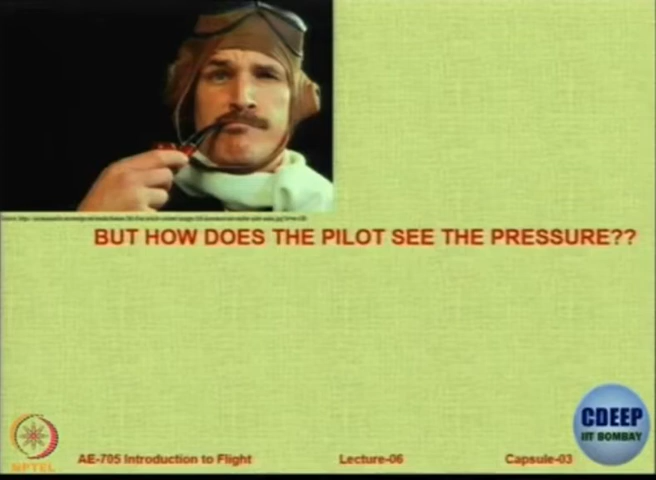 BUT HOW DOES THE PILOT SEE THE PRESSURE??
CDEEP
IIT BOMBAY
NPTEL
AE-705 Introduction to Flight
Lecture-06
Capsule-03